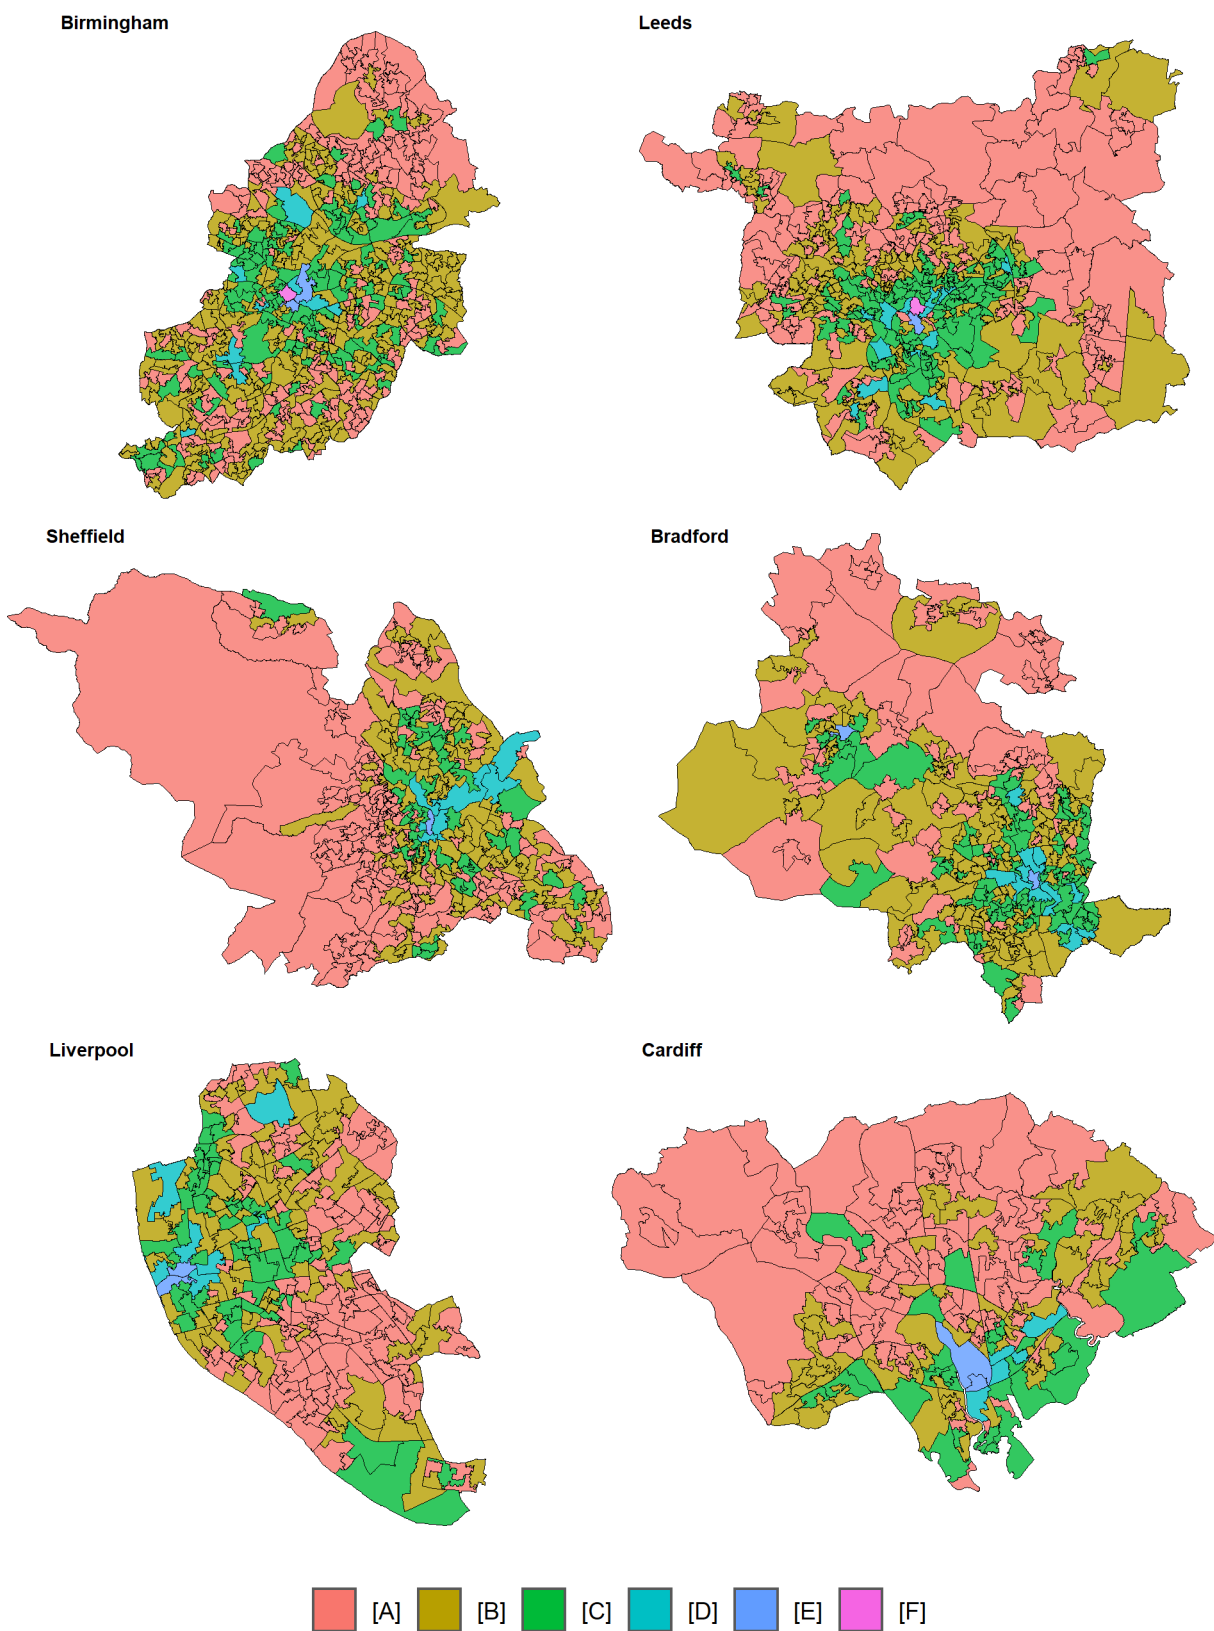 Birmingham
Leeds
Sheffield
Bradford
Liverpool
Cardiff
[A] [B] [C] [D] [E] [F]